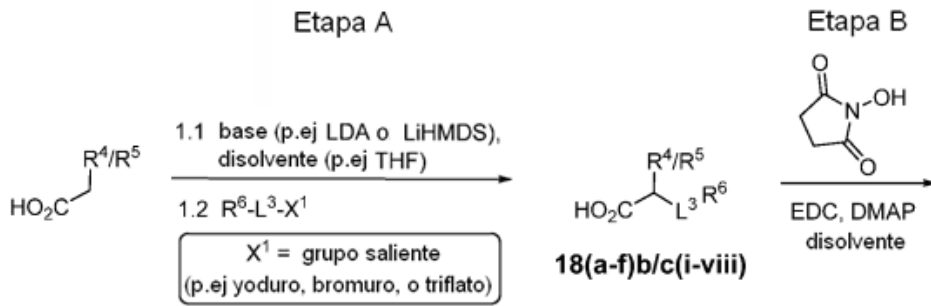 Etapa A
Etapa B
1.1 base (p.ej LDA o LiHMDS),
disolvente (p.ej THF)
1.2 R⁶-L³-X¹
X¹ = grupo saliente
(p.ej yoduro, bromuro, o triflato)
HO₂C R⁴/R⁵
HO₂C R⁴/R⁵ L³ R⁶
18(a-f)b/c(i-viii)
O N OH O
EDC, DMAP
disolvente